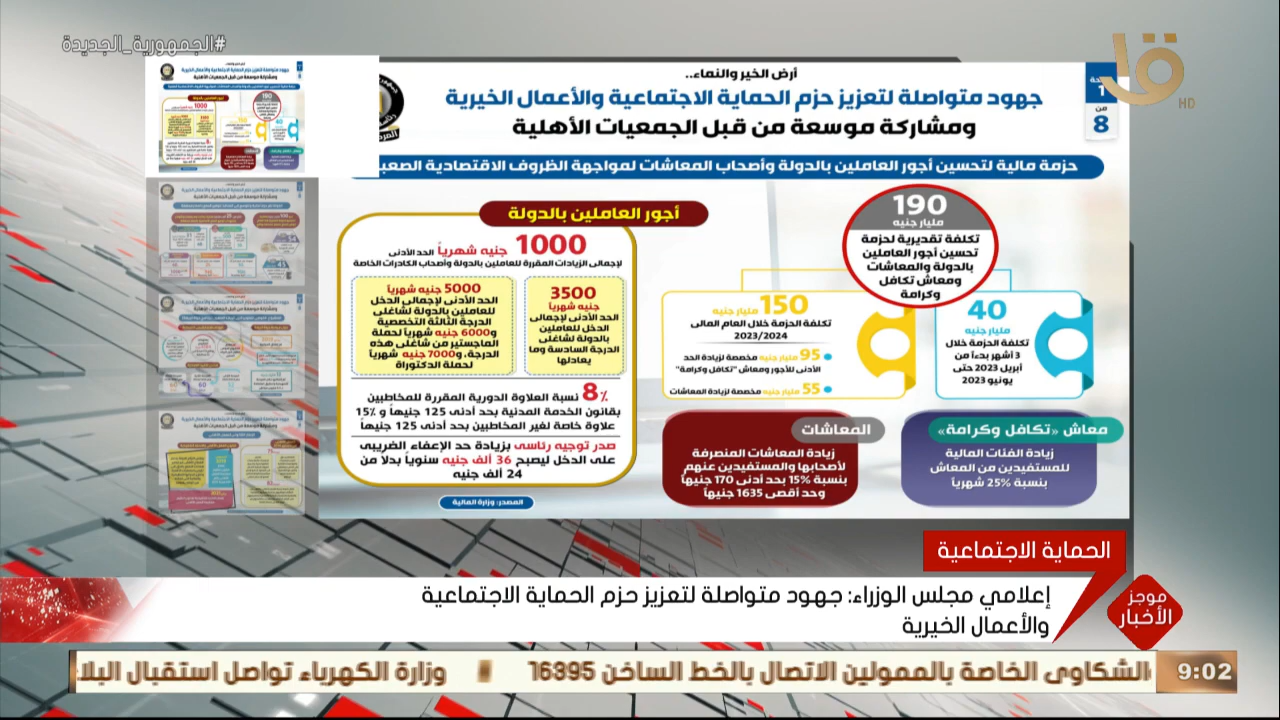 #الجمهورية_الجديدة
ق
HD
أرض الخير والنماء..
جهود متواصلة لتعزيز حزم الحماية الاجتماعية والأعمال الخيرية
ومشاركة موسعة من قبل الجمعيات الأهلية
1
من
8
حزمة مالية لتحسين أجور العاملين بالدولة وأصحاب المعاشات لمواجهة الظروف الاقتصادية
190
مليار جنيه
تكلفة تقديرية لحزمة
تحسين أجور العاملين
بالدولة والمعاشات
ومعاش تكافل
وكرامة
40
مليار جنيه
تكلفة الحزمة خلال
3 أشهر بدءاً من
أبريل 2023 حتى
يونيو 2023
150 مليار جنيه
تكلفة الحزمة خلال العام المالى
2023/2024
95 مليار جنيه مخصصة لزيادة الحد
الأدنى للأجور ومعاش "تكافل وكرامة"
55 مليار جنيه مخصصة لزيادة المعاشات
أجور العاملين بالدولة
1000 جنيه شهرياً الحد الأدنى
لإجمالى الزيادات المقررة للعاملين بالدولة وأصحاب الكادرات الخاصة
3500
جنيه شهرياً
الحد الأدنى لإجمالى
الدخل للعاملين
بالدولة لشاغلى
الدرجة السادسة وما
يعادلها
5000 جنيه شهرياً
الحد الأدنى لإجمالى الدخل
للعاملين بالدولة لشاغلى
الدرجة الثالثة التخصصية
و6000 جنيه شهرياً لحملة
الماجستير من شاغلى هذه
الدرجة، و7000 جنيه شهرياً
لحملة الدكتوراة
8% نسبة العلاوة الدورية المقررة للمخاطبين
بقانون الخدمة المدنية بحد أدنى 125 جنيهاً و 15%
علاوة خاصة لغير المخاطبين بحد أدنى 125 جنيهاً
صدر توجيه رئاسى بزيادة حد الإعفاء الضريبى
على الدخل ليصبح 36 ألف جنيه سنوياً بدلاً من
24 ألف جنيه
المصدر: وزارة المالية
معاش «تكافل وكرامة»
زيادة الفئات المالية
للمستفيدين من المعاش
بنسبة 25% شهرياً
المعاشات
زيادة المعاشات المنصرفة
لأصحابها والمستفيدين عنهم
بنسبة 15% بحد أدنى 170 جنيهاً
وحد أقصى 1635 جنيهاً
الحماية الاجتماعية
موجز
الأخبار
إعلامي مجلس الوزراء: جهود متواصلة لتعزيز حزم الحماية الاجتماعية
والأعمال الخيرية
9:02
الشكاوى الخاصة بالممولين الاتصال بالخط الساخن 16395
وزارة الكهرباء تواصل استقبال